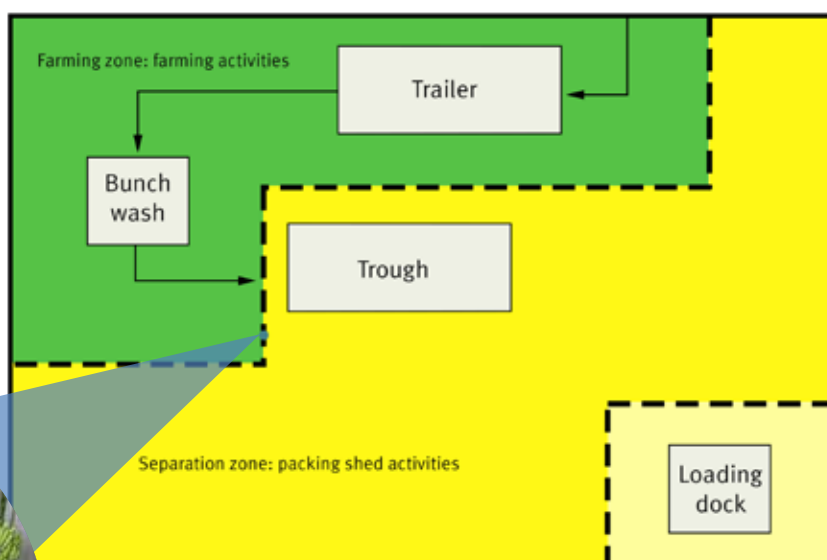 Farming zone: farming activities
Trailer
Bunch
wash
Trough
Separation zone: packing shed activities
Loading
dock